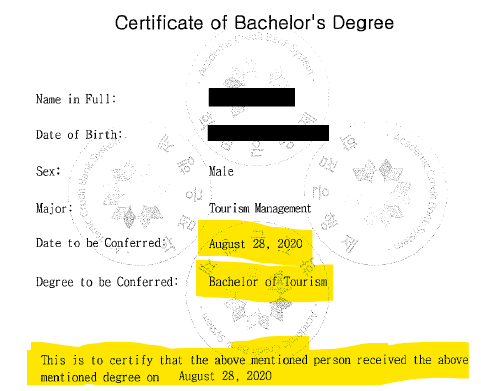 Certificate of Bachelor's Degree
Name in Full:
Date of Birth:
Sex: Male
Major: Tourism Management
Date to be Conferred: August 28, 2020
Degree to be Conferred: Bachelor of Tourism
This is to certify that the above mentioned person received the above
mentioned degree on August 28, 2020